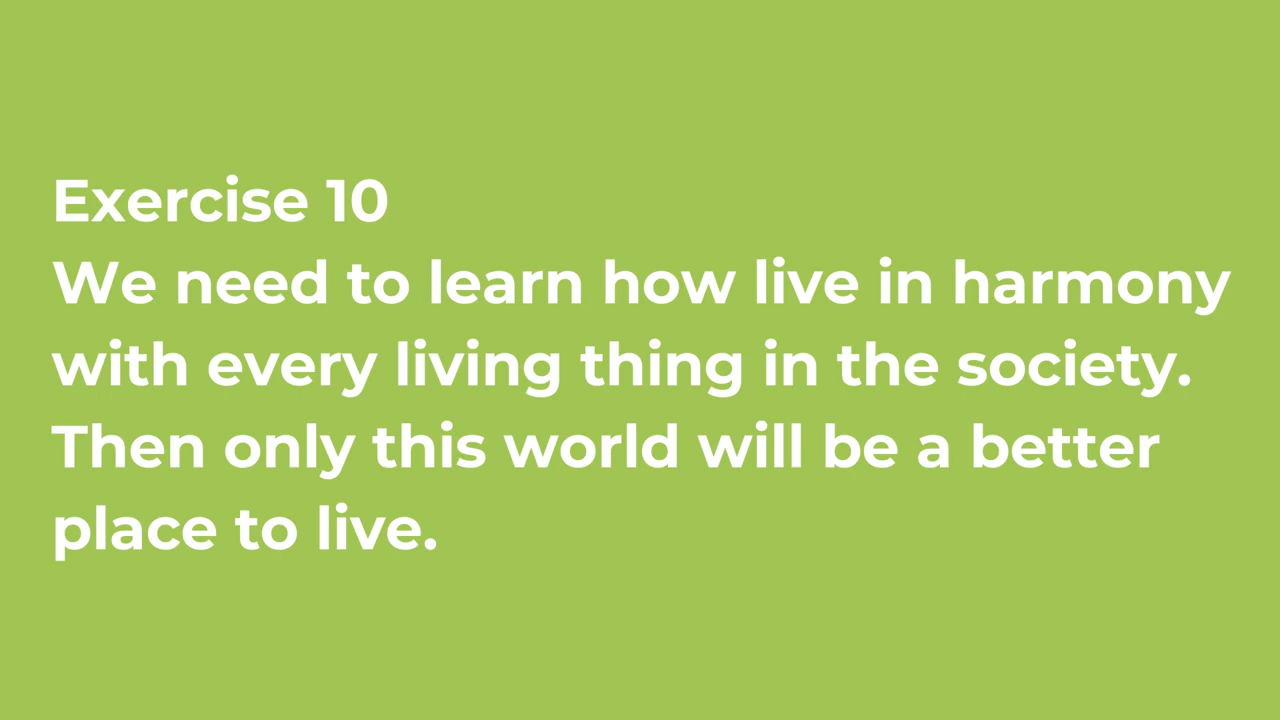 Exercise 10
We need to learn how live in harmony
with every living thing in the society.
Then only this world will be a better
place to live.